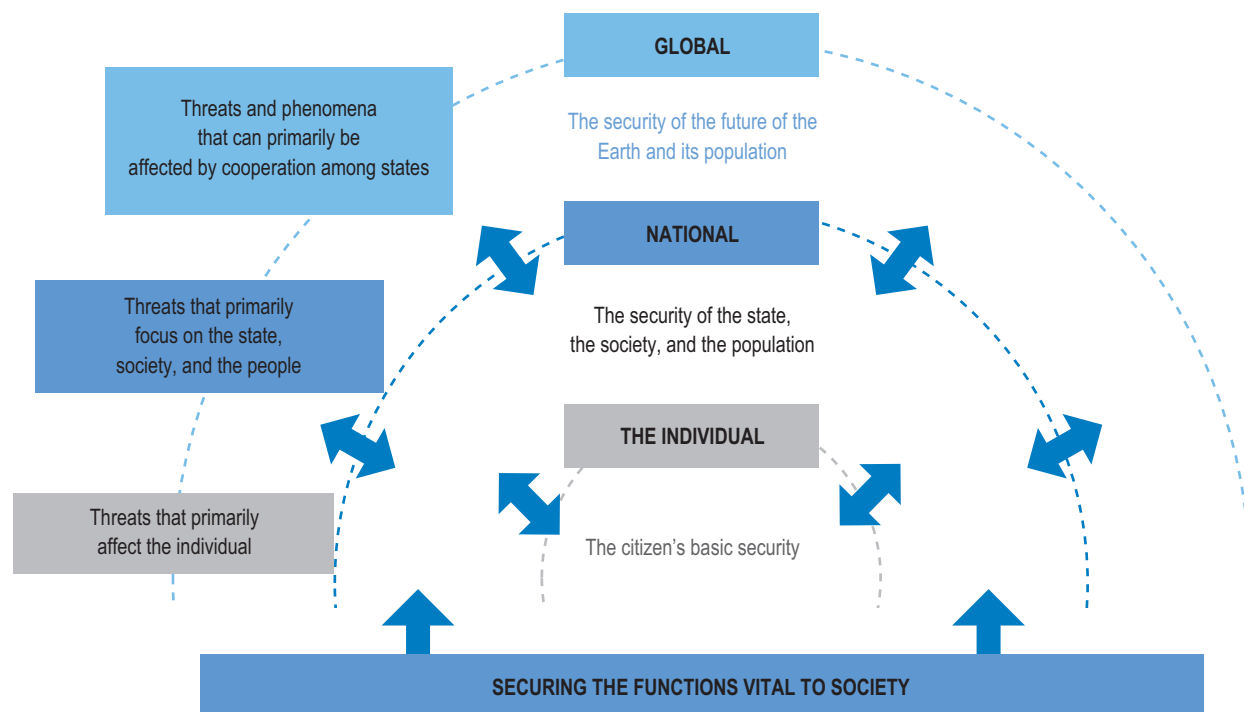 GLOBAL
Threats and phenomena
that can primarily be
affected by cooperation among states
The security of the future of the
Earth and its population
NATIONAL
Threats that primarily
focus on the state,
society, and the people
The security of the state,
the society, and the population
THE INDIVIDUAL
Threats that primarily
affect the individual
The citizen's basic security
SECURING THE FUNCTIONS VITAL TO SOCIETY